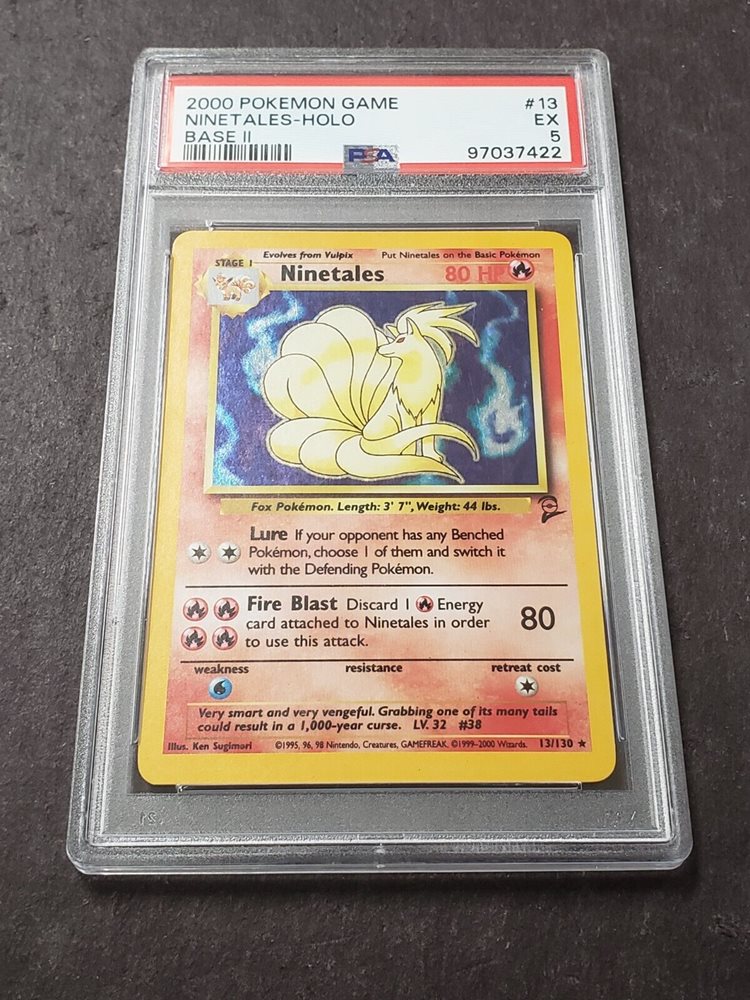 2000 POKEMON GAME #13
NINETALES-HOLO EX
BASE II 5
PSA 97037422
Evolves from Vulpix Put Ninetales on the Basic Pokémon
STAGE 1
Ninetales 80 HP
Fox Pokémon. Length: 3' 7", Weight: 44 lbs.
Lure If your opponent has any Benched
Pokémon, choose 1 of them and switch it
with the Defending Pokémon.
Fire Blast Discard 1 Energy
card attached to Ninetales in order
to use this attack.
80
weakness resistance retreat cost
Very smart and very vengeful. Grabbing one of its many tails
could result in a 1,000-year curse. LV. 32 #38
Illus. Ken Sugimori ©1995, 96, 98 Nintendo, Creatures, GAMEFREAK. ©1999-2000 Wizards. 13/130 ★